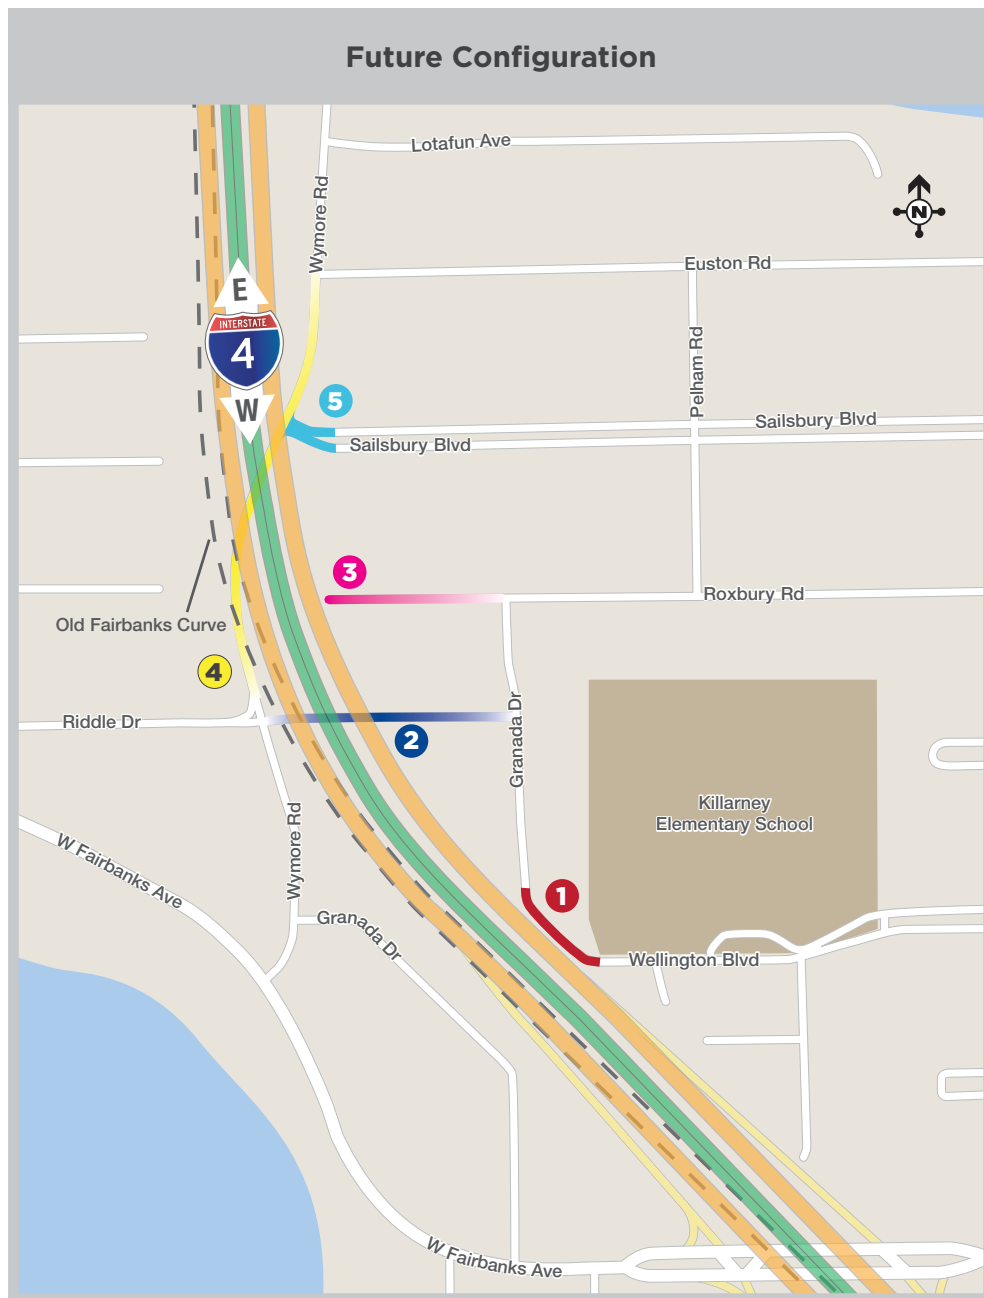 Future Configuration
Lotafun Ave
Wymore Rd
N
Euston Rd
E
INTERSTATE
4
W
Pelham Rd
5
Sailsbury Blvd
Sailsbury Blvd
3
Roxbury Rd
Old Fairbanks Curve
4
Riddle Dr
2
Granada Dr
Killarney
Elementary School
Wymore Rd
W Fairbanks Ave
1
Granada Dr
Wellington Blvd
W Fairbanks Ave